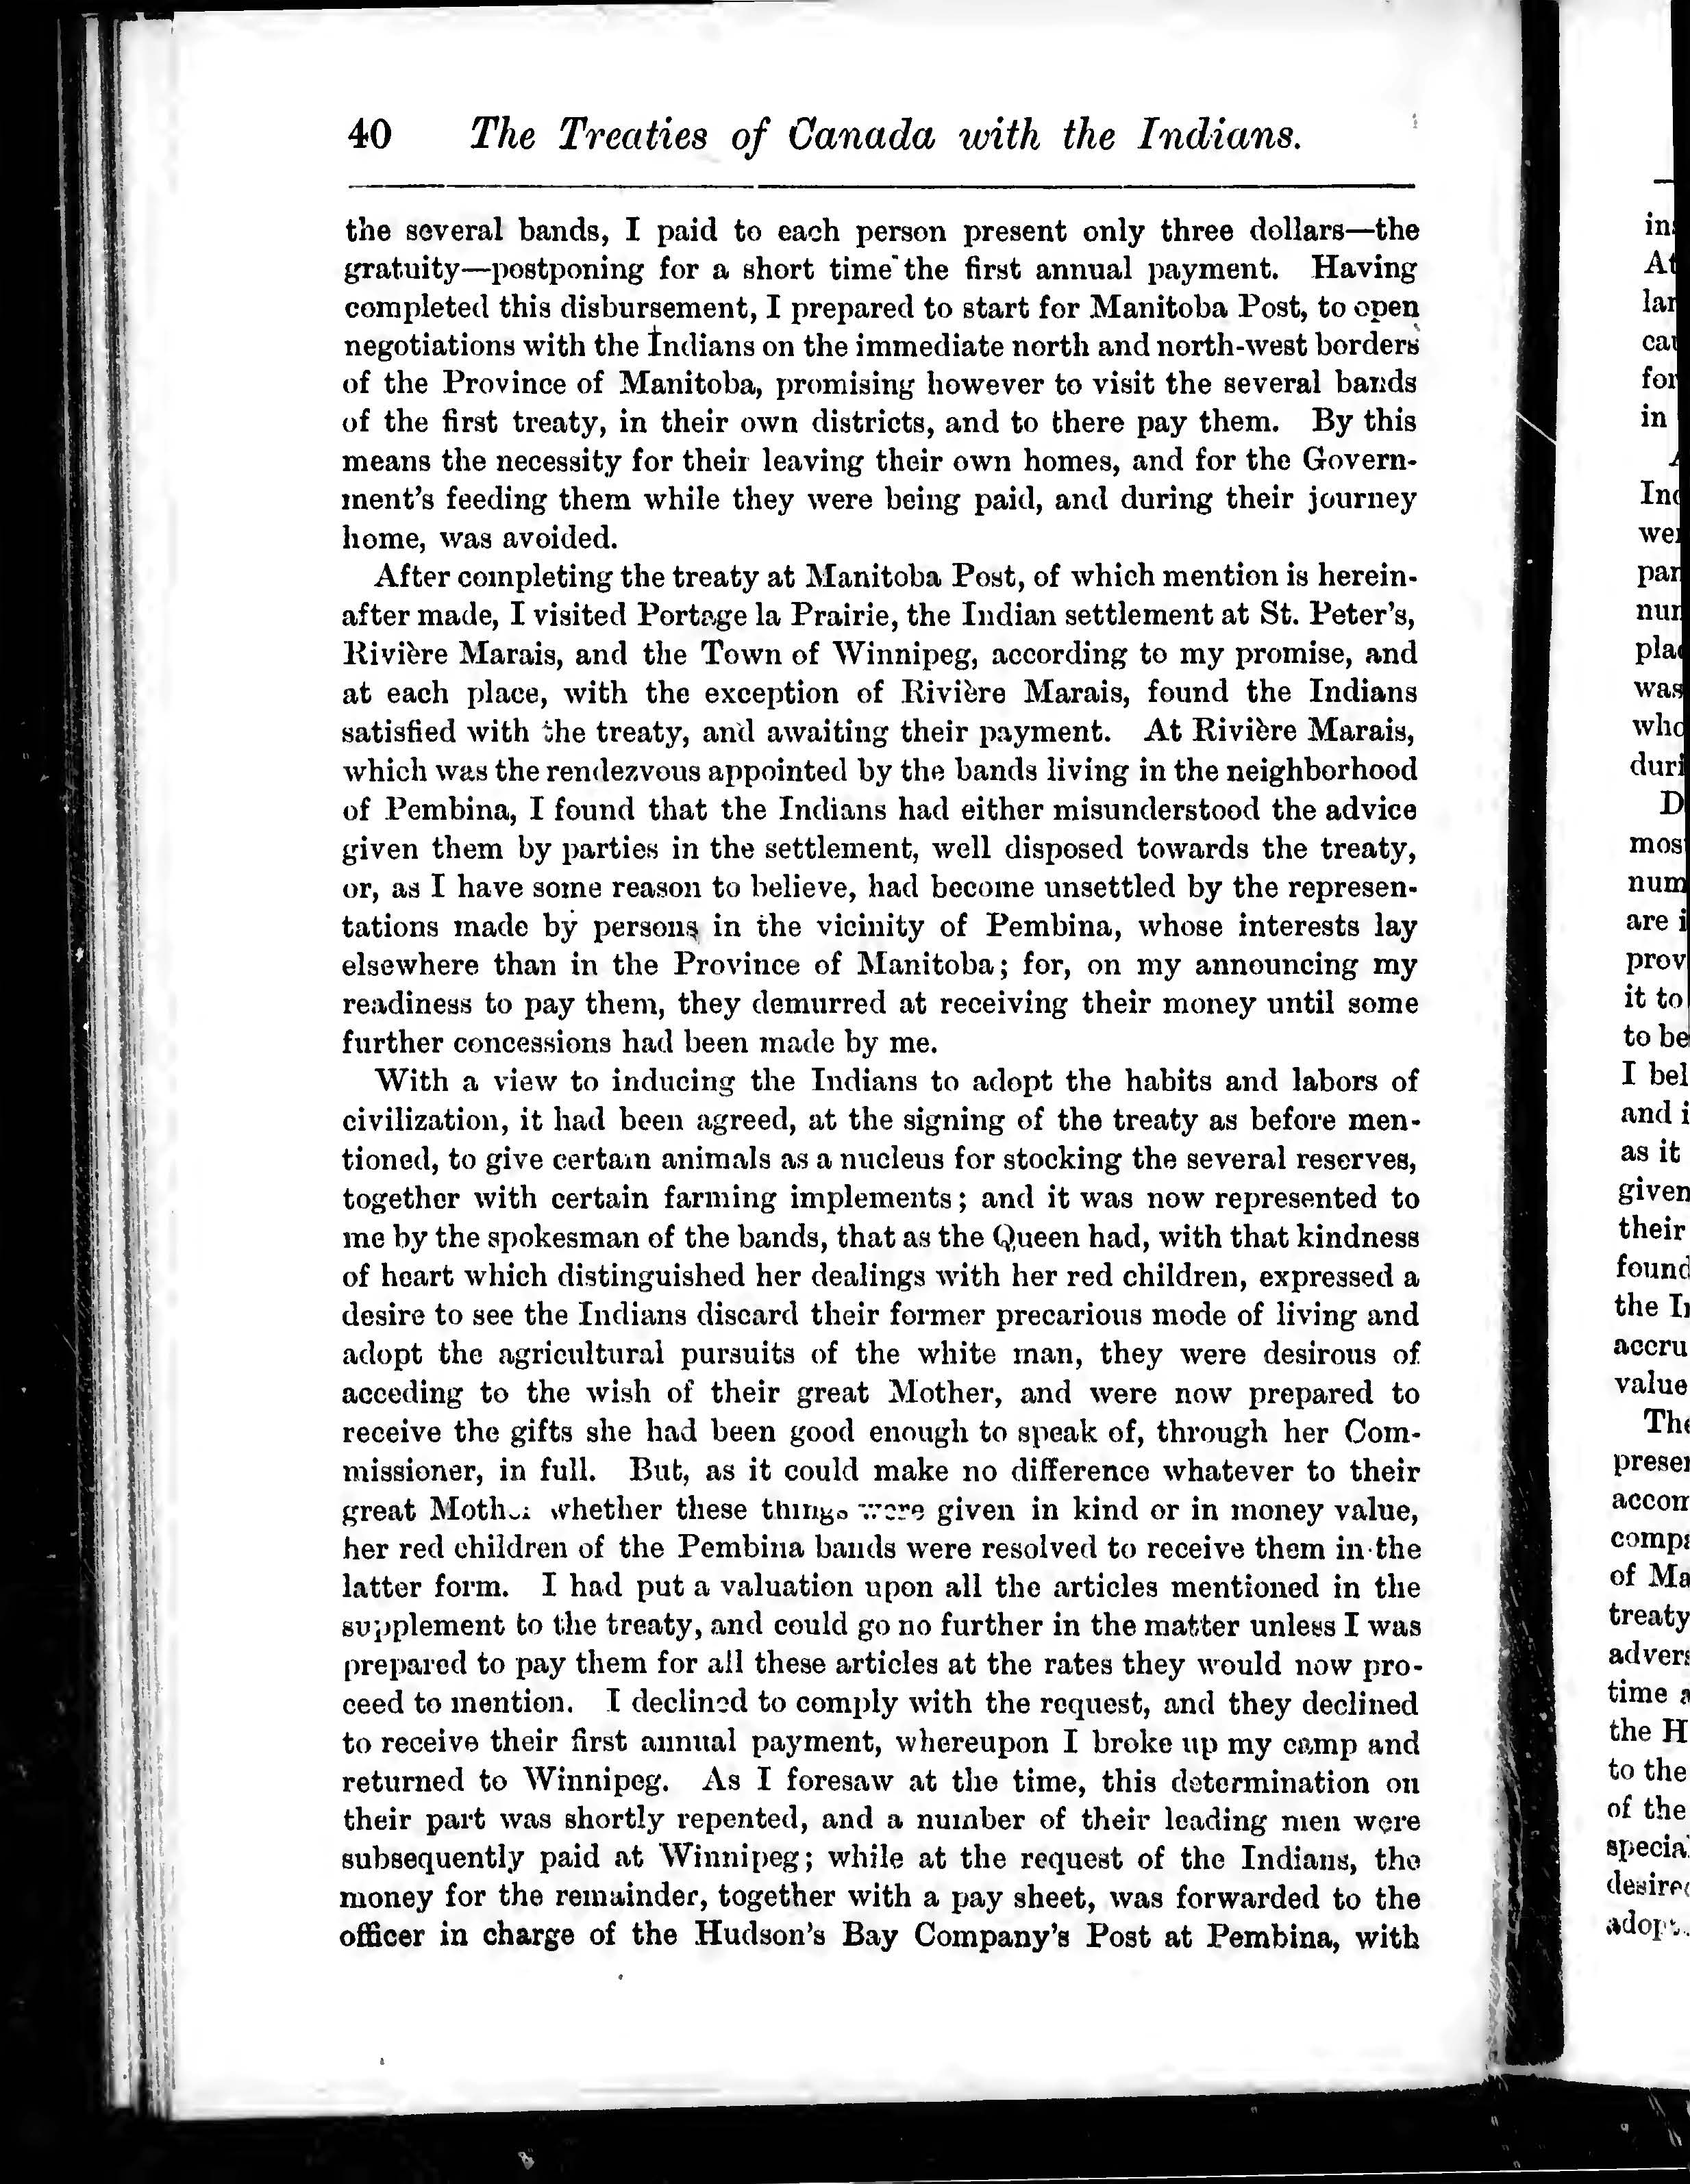 40 The Treaties of Canada with the Indians.
the several bands, I paid to each person present only three dollars—the
gratuity—postponing for a short time the first annual payment. Having
completed this disbursement, I prepared to start for Manitoba Post, to open
negotiations with the Indians on the immediate north and north-west borders
of the Province of Manitoba, promising however to visit the several bands
of the first treaty, in their own districts, and to there pay them. By this
means the necessity for their leaving their own homes, and for the Govern-
ment's feeding them while they were being paid, and during their journey
home, was avoided.
After completing the treaty at Manitoba Post, of which mention is herein-
after made, I visited Portage la Prairie, the Indian settlement at St. Peter's,
Rivière Marais, and the Town of Winnipeg, according to my promise, and
at each place, with the exception of Rivière Marais, found the Indians
satisfied with the treaty, and awaiting their payment. At Rivière Marais,
which was the rendezvous appointed by the bands living in the neighborhood
of Pembina, I found that the Indians had either misunderstood the advice
given them by parties in the settlement, well disposed towards the treaty,
or, as I have some reason to believe, had become unsettled by the represen-
tations made by persons in the vicinity of Pembina, whose interests lay
elsewhere than in the Province of Manitoba; for, on my announcing my
readiness to pay them, they demurred at receiving their money until some
further concessions had been made by me.
With a view to inducing the Indians to adopt the habits and labors of
civilization, it had been agreed, at the signing of the treaty as before men-
tioned, to give certain animals as a nucleus for stocking the several reserves,
together with certain farming implements; and it was now represented to
me by the spokesman of the bands, that as the Queen had, with that kindness
of heart which distinguished her dealings with her red children, expressed a
desire to see the Indians discard their former precarious mode of living and
adopt the agricultural pursuits of the white man, they were desirous of
acceding to the wish of their great Mother, and were now prepared to
receive the gifts she had been good enough to speak of, through her Com-
missioner, in full. But, as it could make no difference whatever to their
great Mother whether these things were given in kind or in money value,
her red children of the Pembina bands were resolved to receive them in the
latter form. I had put a valuation upon all the articles mentioned in the
supplement to the treaty, and could go no further in the matter unless I was
prepared to pay them for all these articles at the rates they would now pro-
ceed to mention. I declined to comply with the request, and they declined
to receive their first annual payment, whereupon I broke up my camp and
returned to Winnipeg. As I foresaw at the time, this determination on
their part was shortly repented, and a number of their leading men were
subsequently paid at Winnipeg; while at the request of the Indians, the
money for the remainder, together with a pay sheet, was forwarded to the
officer in charge of the Hudson's Bay Company's Post at Pembina, with